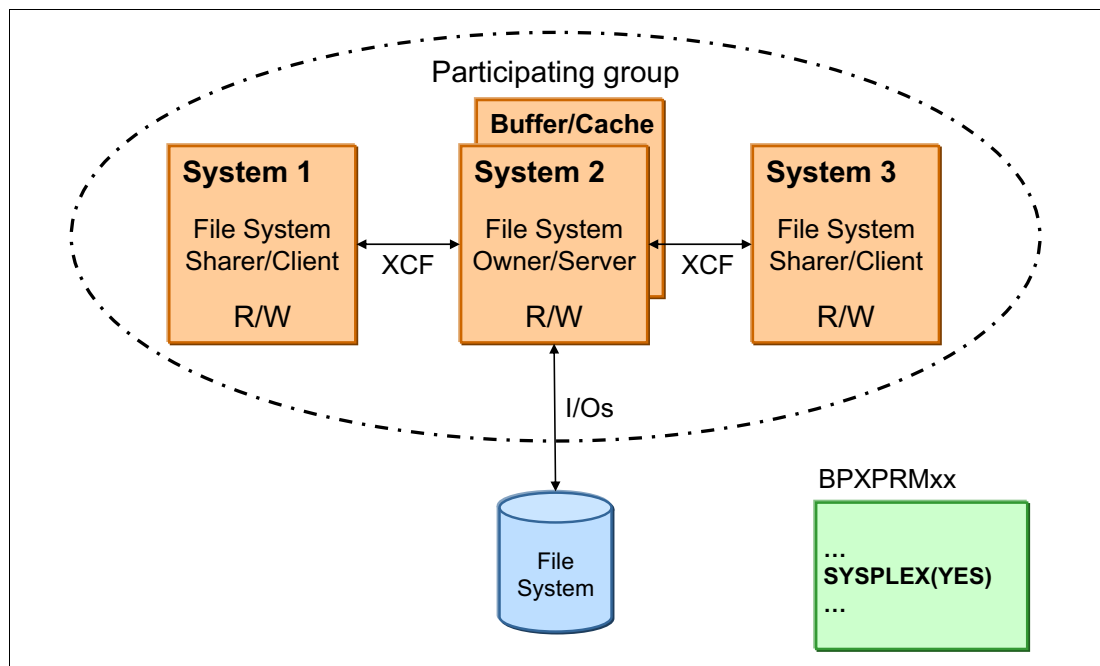 Participating group
Buffer/Cache
System 1
File System
Sharer/Client
R/W
XCF
System 2
File System
Owner/Server
R/W
XCF
System 3
File System
Sharer/Client
R/W
I/Os
File
System
BPXPRMxx
...
SYSPLEX(YES)
...